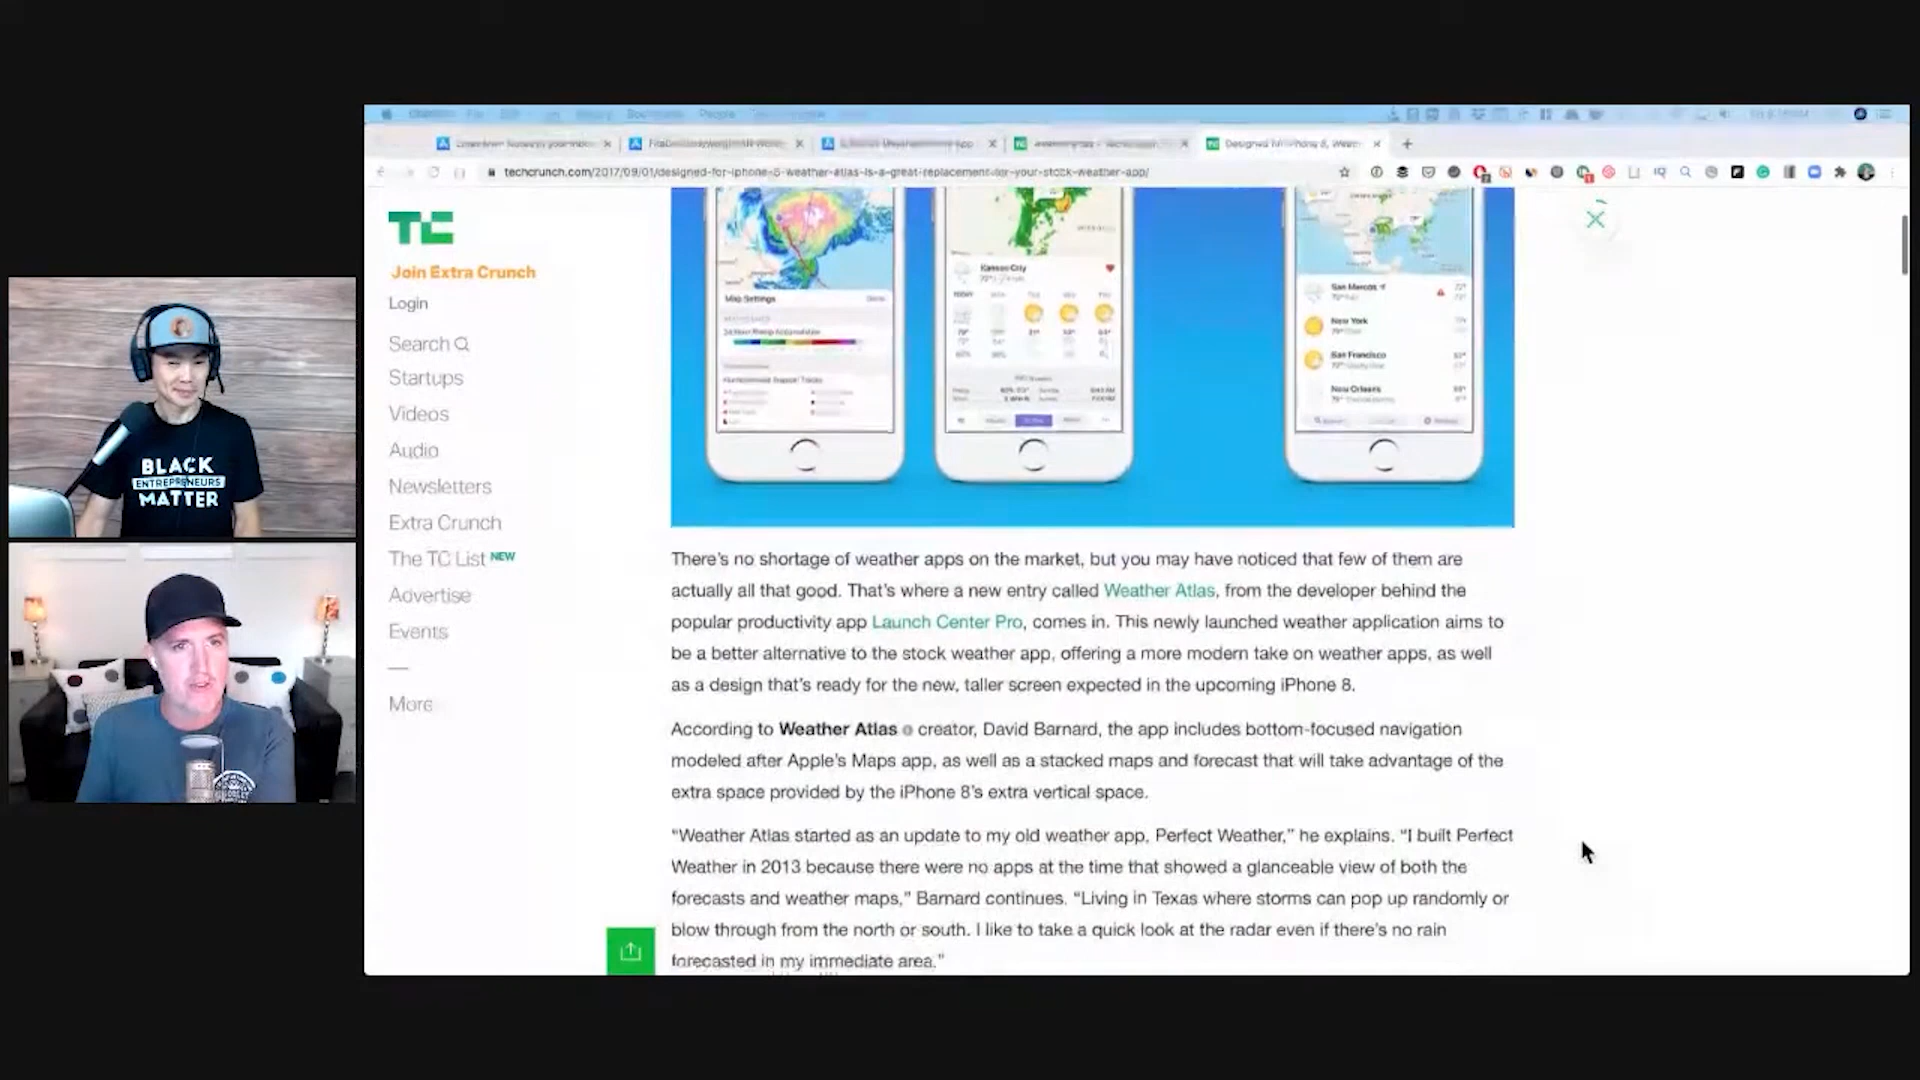 techcrunch.com/2017/09/01/designed-for-iphone-8-weather-atlas-is-a-great-replacement-for-your-stock-weather-app/
TC
Join Extra Crunch
Login
Search
Startups
Videos
Audio
Newsletters
Extra Crunch
The TC List NEW
Advertise
Events
More
BLACK
ENTREPRENEURS
MATTER
Map Settings
Kansas City
San Marcos
New York
San Francisco
New Orleans
There's no shortage of weather apps on the market, but you may have noticed that few of them are
actually all that good. That's where a new entry called Weather Atlas, from the developer behind the
popular productivity app Launch Center Pro, comes in. This newly launched weather application aims to
be a better alternative to the stock weather app, offering a more modern take on weather apps, as well
as a design that's ready for the new, taller screen expected in the upcoming iPhone 8.
According to Weather Atlas creator, David Barnard, the app includes bottom-focused navigation
modeled after Apple's Maps app, as well as a stacked maps and forecast that will take advantage of the
extra space provided by the iPhone 8's extra vertical space.
“Weather Atlas started as an update to my old weather app, Perfect Weather,” he explains. “I built Perfect
Weather in 2013 because there were no apps at the time that showed a glanceable view of both the
forecasts and weather maps,” Barnard continues. “Living in Texas where storms can pop up randomly or
blow through from the north or south. I like to take a quick look at the radar even if there's no rain
forecasted in my immediate area.”